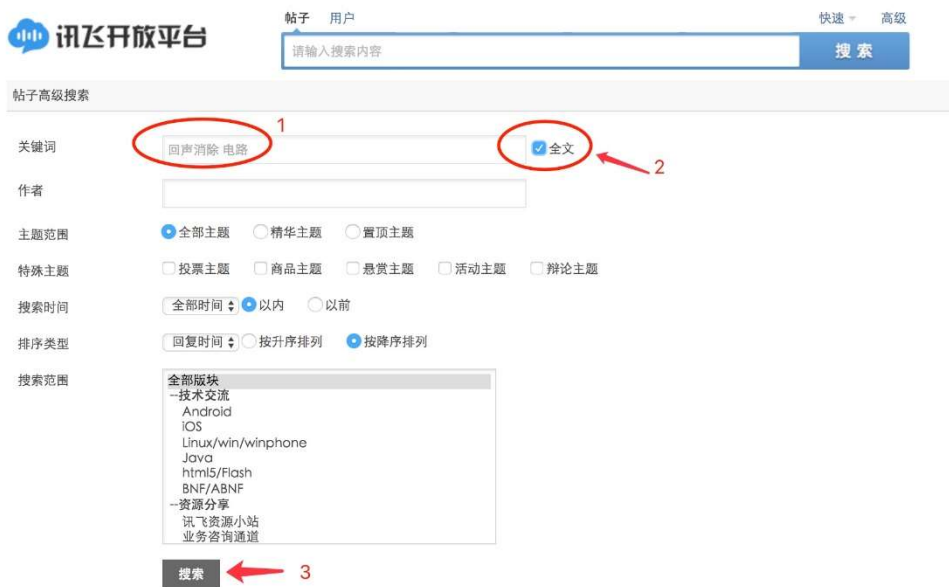 讯飞开放平台
帖子 用户 快速 高级
请输入搜索内容 搜索
帖子高级搜索
1
关键词 回声消除 电路 全文
2
作者
主题范围 全部主题 精华主题 置顶主题
特殊主题 投票主题 商品主题 悬赏主题 活动主题 辩论主题
搜索时间 全部时间 以内 以前
排序类型 回复时间 按升序排列 按降序排列
搜索范围 全部版块
--技术交流
Android
iOS
Linux/win/winphone
Java
html5/Flash
BNF/ABNF
--资源分享
讯飞资源小站
业务咨询通道
搜索 3